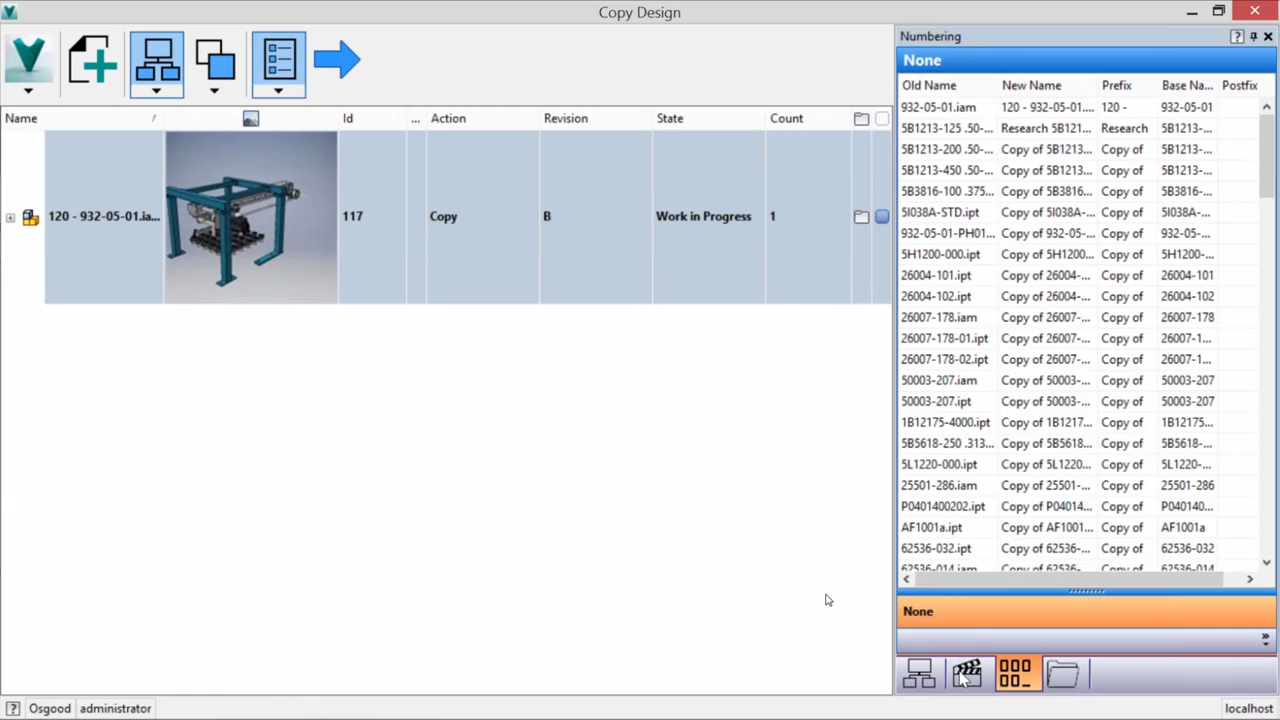 Copy Design
Name / Id ... Action Revision State Count
120 - 932-05-01.ia... 117 Copy B Work in Progress 1
Numbering
None
Old Name New Name Prefix Base Na... Postfix
932-05-01.iam 120 - 932-05-01.... 120 - 932-05-01
5B1213-125 .50-... Research 5B121... Research 5B1213-...
5B1213-200 .50-... Copy of 5B1213... Copy of 5B1213-...
5B1213-450 .50-... Copy of 5B1213... Copy of 5B1213-...
5B3816-100 .375... Copy of 5B3816... Copy of 5B3816-...
5I038A-STD.ipt Copy of 5I038A-... Copy of 5I038A-...
932-05-01-PH01... Copy of 932-05-... Copy of 932-05-...
5H1200-000.ipt Copy of 5H1200... Copy of 5H1200-...
26004-101.ipt Copy of 26004-... Copy of 26004-101
26004-102.ipt Copy of 26004-... Copy of 26004-102
26007-178.iam Copy of 26007-... Copy of 26007-178
26007-178-01.ipt Copy of 26007-... Copy of 26007-1...
26007-178-02.ipt Copy of 26007-... Copy of 26007-1...
50003-207.iam Copy of 50003-... Copy of 50003-207
50003-207.ipt Copy of 50003-... Copy of 50003-207
1B12175-4000.ipt Copy of 1B1217... Copy of 1B12175...
5B5618-250 .313... Copy of 5B5618... Copy of 5B5618-...
5L1220-000.ipt Copy of 5L1220... Copy of 5L1220-...
25501-286.iam Copy of 25501-... Copy of 25501-286
P0401400202.ipt Copy of P04014... Copy of P040140...
AF1001a.ipt Copy of AF1001... Copy of AF1001a
62536-032.ipt Copy of 62536-... Copy of 62536-032
62536-014.iam Copy of 62536-... Copy of 62536-014
None
? Osgood administrator localhost